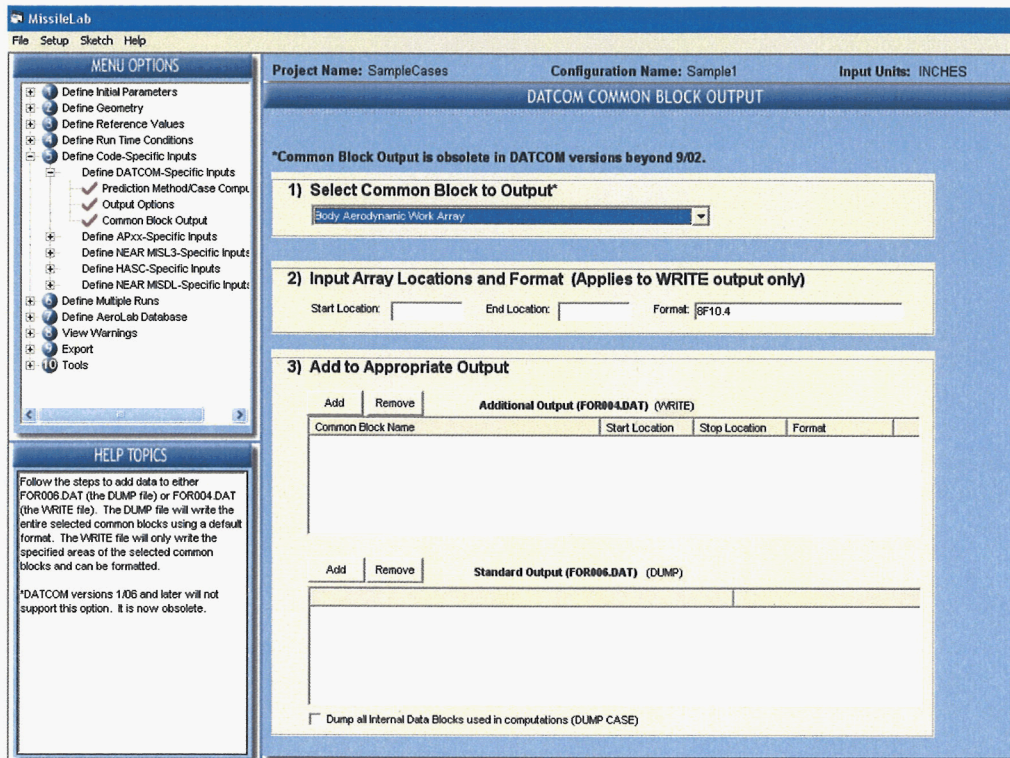 MissileLab
File Setup Sketch Help
MENU OPTIONS
1 Define Initial Parameters
2 Define Geometry
3 Define Reference Values
4 Define Run Time Conditions
5 Define Code-Specific Inputs
Define DATCOM-Specific Inputs
Prediction Method/Case Compu
Output Options
Common Block Output
Define APxx-Specific Inputs
Define NEAR MISL3-Specific Inputs
Define HASC-Specific Inputs
Define NEAR MISDL-Specific Inputs
6 Define Multiple Runs
7 Define AeroLab Database
8 View Warnings
9 Export
10 Tools
HELP TOPICS
Follow the steps to add data to either
FOR006.DAT (the DUMP file) or FOR004.DAT
(the WRITE file). The DUMP file will write the
entire selected common blocks using a default
format. The WRITE file will only write the
specified areas of the selected common
blocks and can be formatted.
*DATCOM versions 1/06 and later will not
support this option. It is now obsolete.
Project Name: SampleCases Configuration Name: Sample1 Input Units: INCHES
DATCOM COMMON BLOCK OUTPUT
*Common Block Output is obsolete in DATCOM versions beyond 9/02.
1) Select Common Block to Output*
Body Aerodynamic Work Array
2) Input Array Locations and Format (Applies to WRITE output only)
Start Location: End Location: Format: 8F10.4
3) Add to Appropriate Output
Add Remove Additional Output (FOR004.DAT) (WRITE)
Common Block Name Start Location Stop Location Format
Add Remove Standard Output (FOR006.DAT) (DUMP)
Dump all Internal Data Blocks used in computations (DUMP CASE)